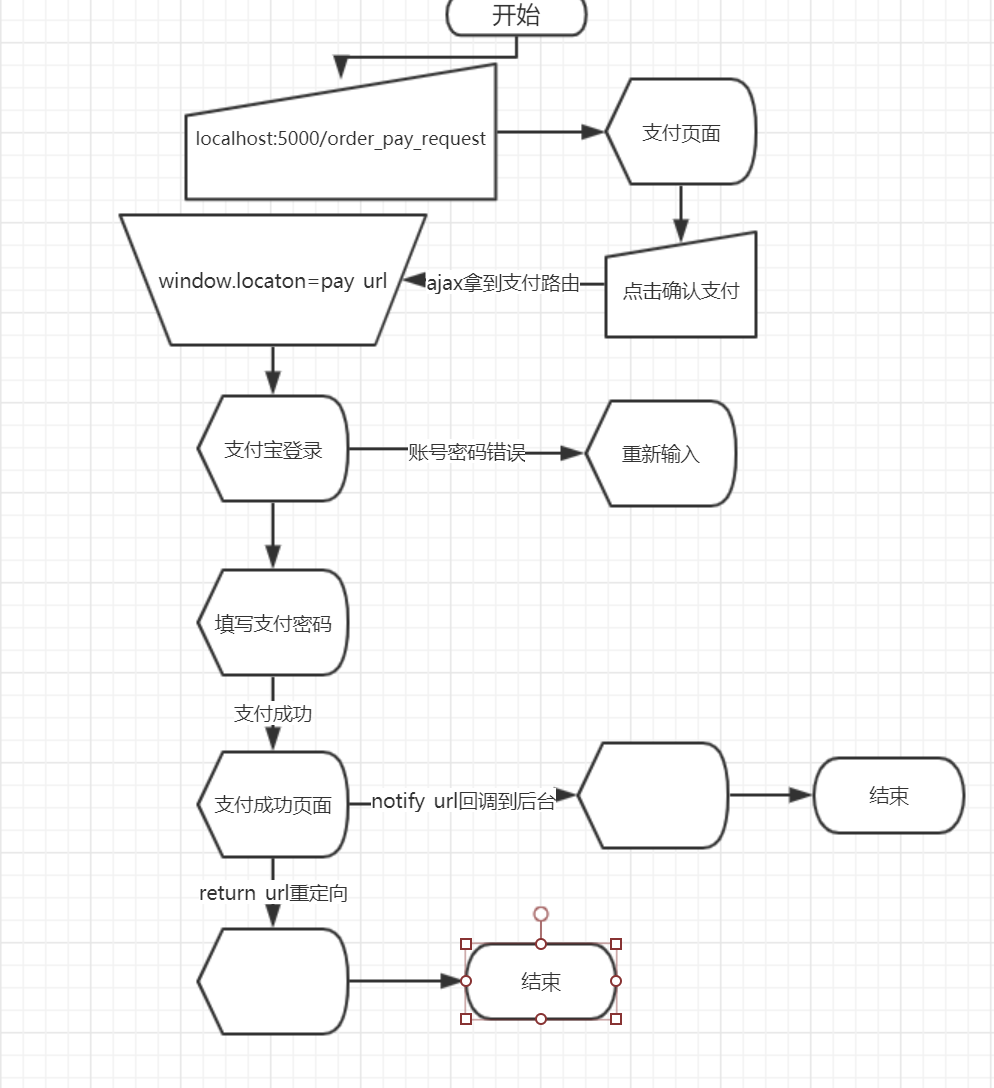 开始
localhost:5000/order_pay_request
支付页面
window.locaton=pay url
ajax拿到支付路由
点击确认支付
支付宝登录
账号密码错误
重新输入
填写支付密码
支付成功
支付成功页面
notify url回调到后台
结束
return url重定向
结束